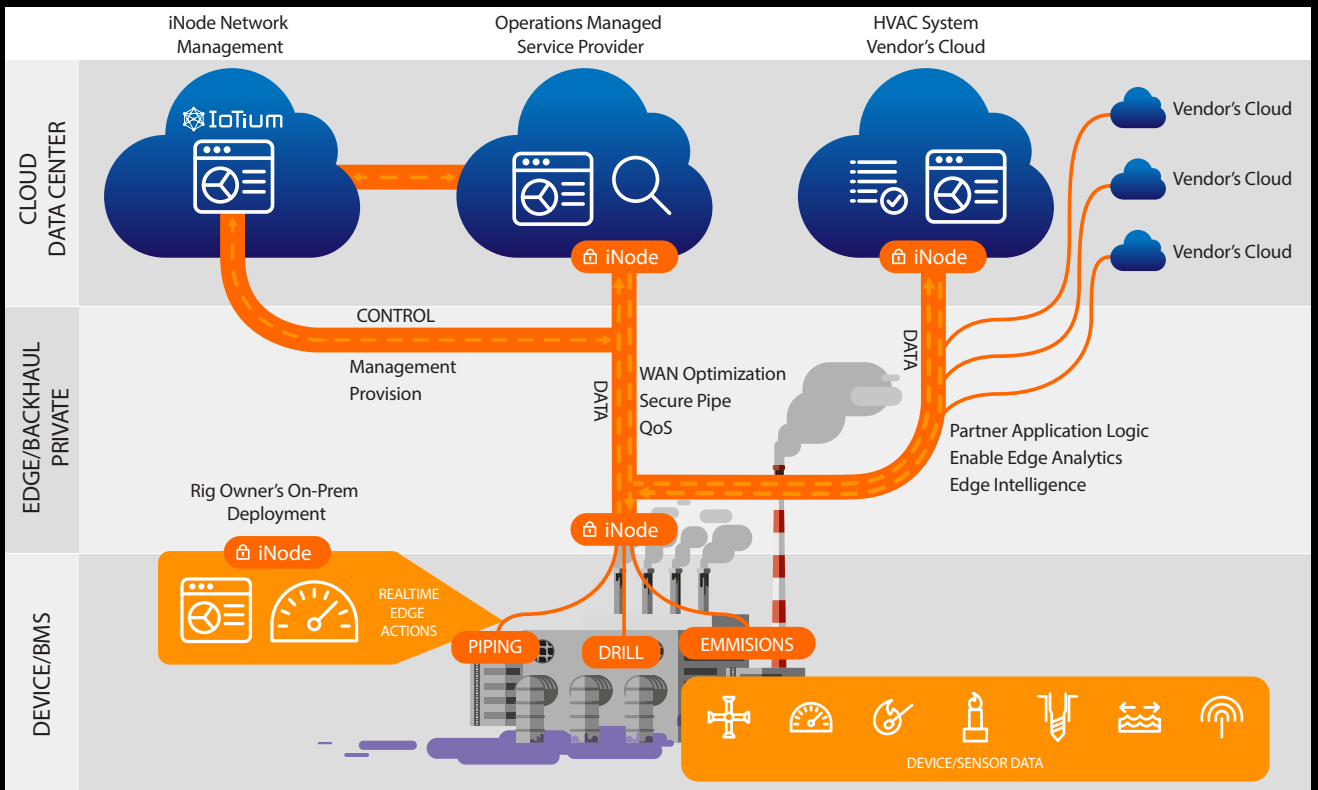 iNode Network
Management
Operations Managed
Service Provider
HVAC System
Vendor's Cloud
CLOUD
DATA CENTER
IoTium
Vendor's Cloud
Vendor's Cloud
Vendor's Cloud
iNode
iNode
EDGE/BACKHAUL
PRIVATE
CONTROL
Management
Provision
DATA
WAN Optimization
Secure Pipe
QoS
DATA
Partner Application Logic
Enable Edge Analytics
Edge Intelligence
Rig Owner's On-Prem
Deployment
iNode
iNode
DEVICE/BMS
REALTIME
EDGE
ACTIONS
PIPING
DRILL
EMMISIONS
DEVICE/SENSOR DATA